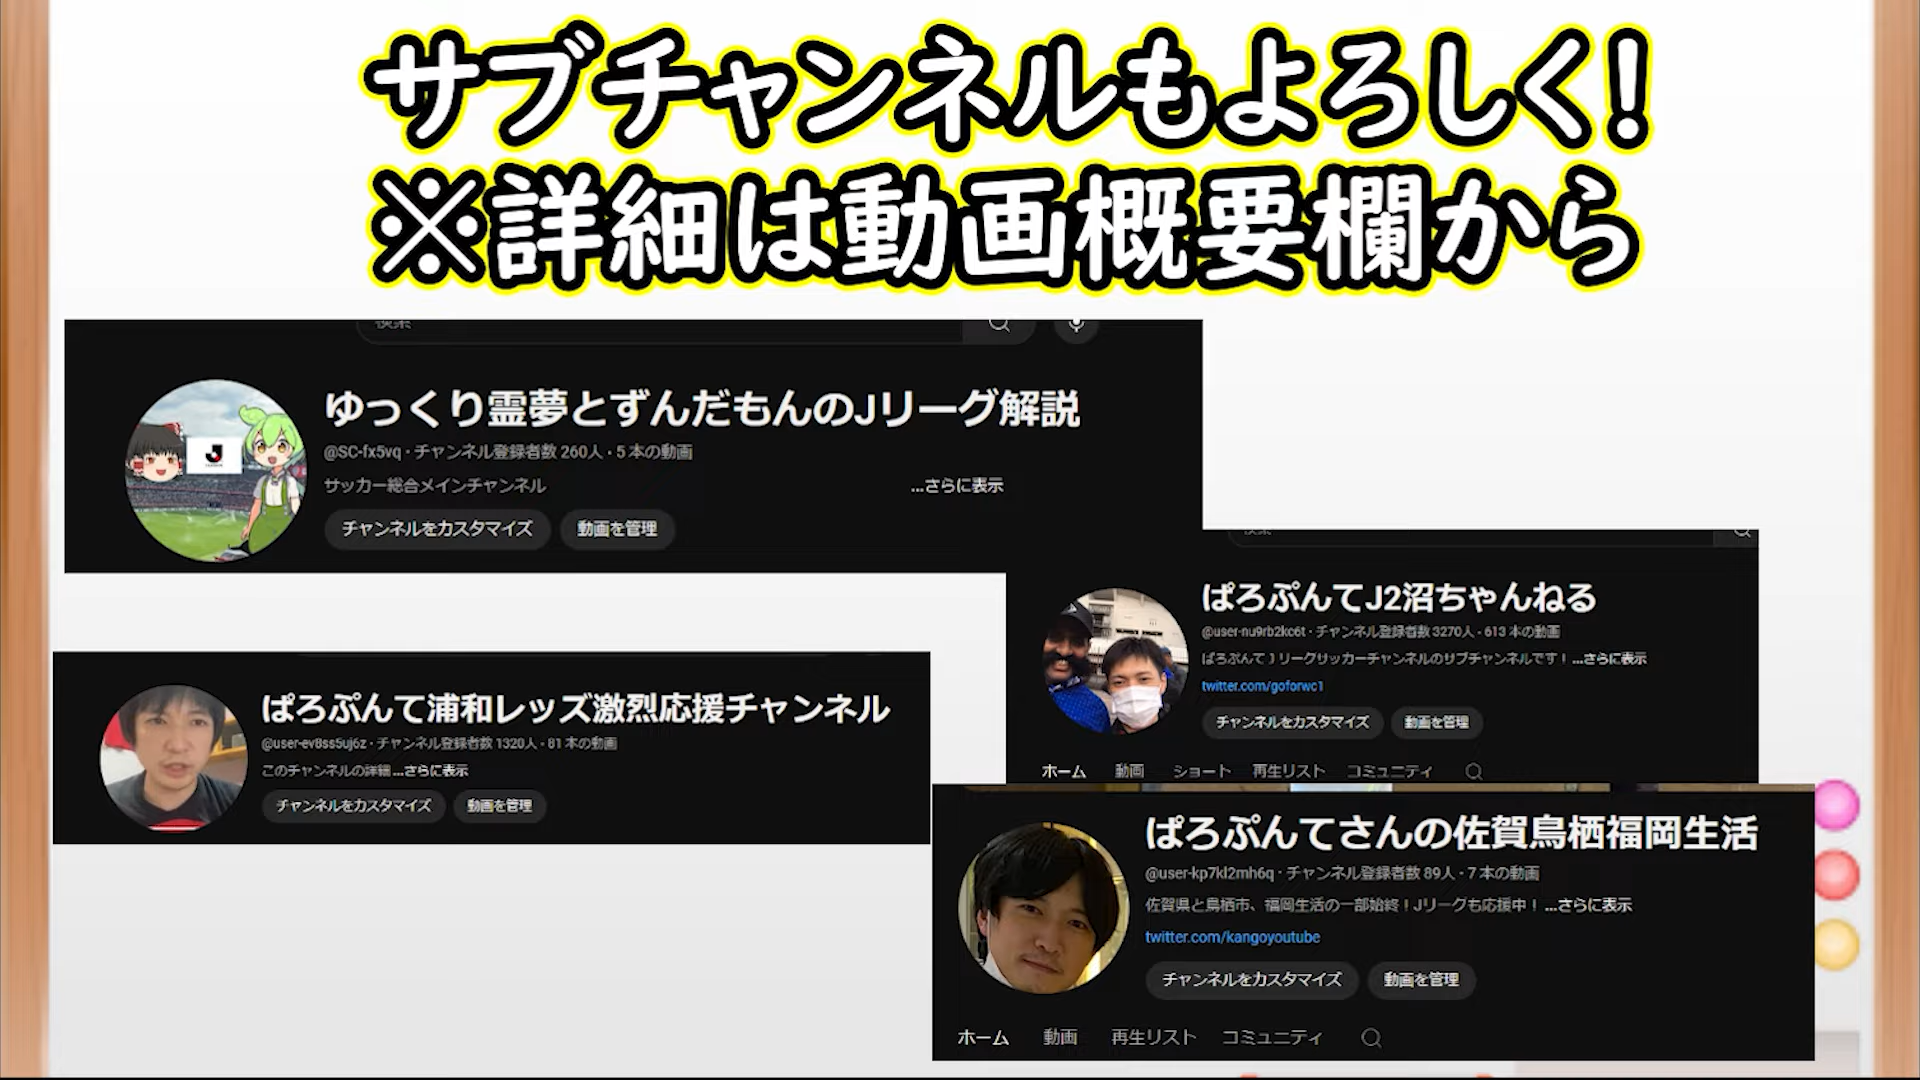 サブチャンネルもよろしく!
※詳細は動画概要欄から
検索
ゆっくり霊夢とずんだもんのJリーグ解説
@SC-fx5vq・チャンネル登録者数 260人・5 本の動画
サッカー総合メインチャンネル ...さらに表示
チャンネルをカスタマイズ 動画を管理
検索
ぱろぷんてJ2沼ちゃんねる
@user-nu9rb2kc6t・チャンネル登録者数 3270人・613 本の動画
ぱろぷんてJリーグサッカーチャンネルのサブチャンネルです! ...さらに表示
twitter.com/goforwc1
チャンネルをカスタマイズ 動画を管理
ホーム 動画 ショート 再生リスト コミュニティ
ぱろぷんて浦和レッズ激烈応援チャンネル
@user-ev8ss5uj6z・チャンネル登録者数 1320人・81 本の動画
このチャンネルの詳細 ...さらに表示
チャンネルをカスタマイズ 動画を管理
ぱろぷんてさんの佐賀鳥栖福岡生活
@user-kp7kl2mh6q・チャンネル登録者数 89人・7 本の動画
佐賀県と鳥栖市、福岡生活の一部始終!Jリーグも応援中! ...さらに表示
twitter.com/kangoyoutube
チャンネルをカスタマイズ 動画を管理
ホーム 動画 再生リスト コミュニティ